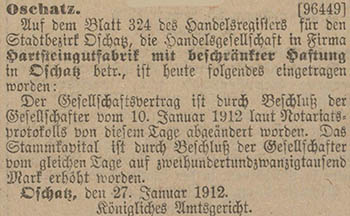 Oschatz. [96449]
Auf dem Blatt 324 des Handelsregisters für den
Stadtbezirk Oschatz, die Handelsgesellschaft in Firma
Hartsteingutfabrik mit beschränkter Haftung
in Oschatz betr., ist heute folgendes eingetragen
worden:
Der Gesellschaftsvertrag ist durch Beschluß der
Gesellschafter vom 10. Januar 1912 laut Notariats-
protokolls von diesem Tage abgeändert worden. Das
Stammkapital ist durch Beschluß der Gesellschafter
vom gleichen Tage auf zweihundertundzwanzigtausend
Mark erhöht worden.
Oschatz, den 27. Januar 1912.
Königliches Amtsgericht.